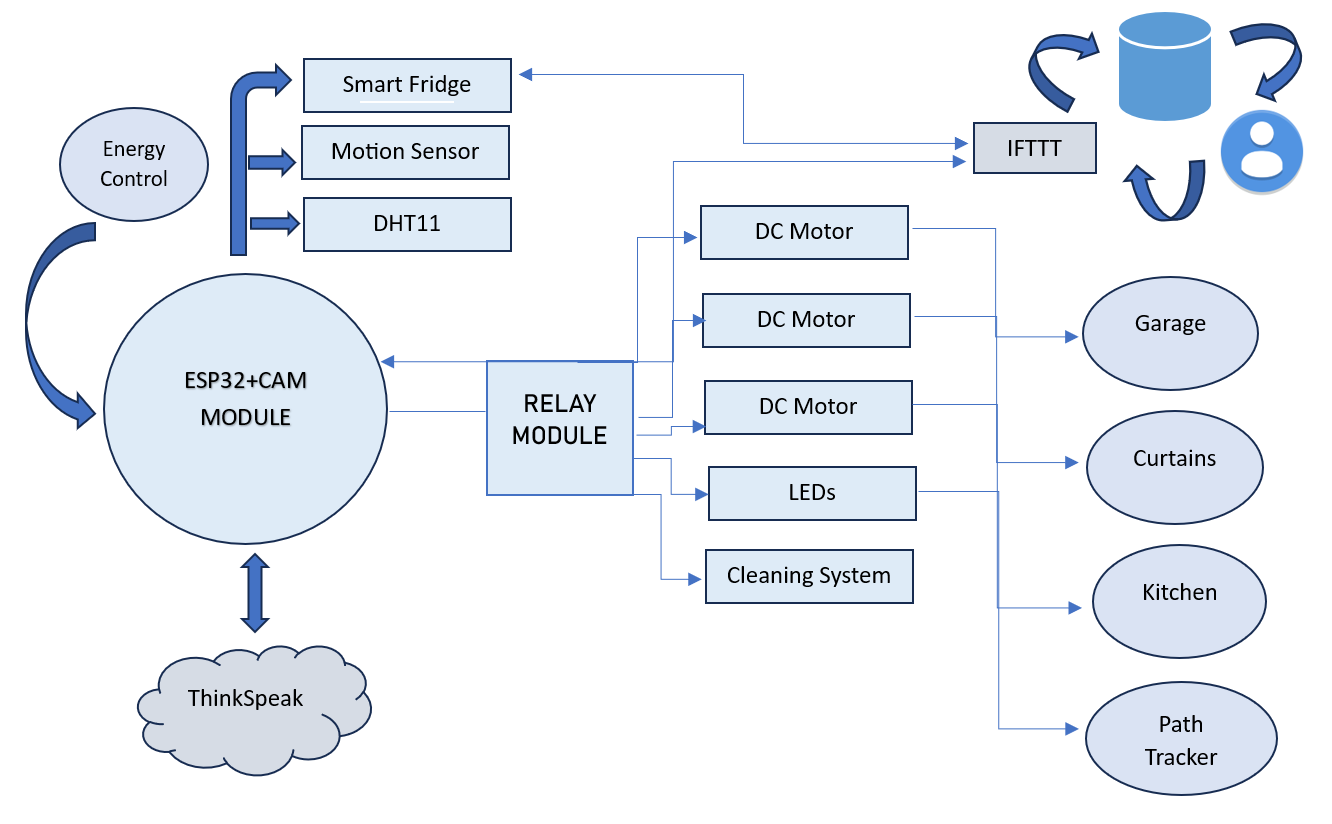 Smart Fridge
Energy
Control
Motion Sensor
DHT11
IFTTT
DC Motor
DC Motor
DC Motor
LEDs
Cleaning System
ESP32+CAM
MODULE
RELAY
MODULE
Garage
Curtains
Kitchen
Path
Tracker
ThinkSpeak